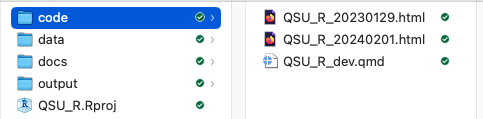 code
data
docs
output
QSU_R.Rproj
QSU_R_20230129.html
QSU_R_20240201.html
QSU_R_dev.qmd